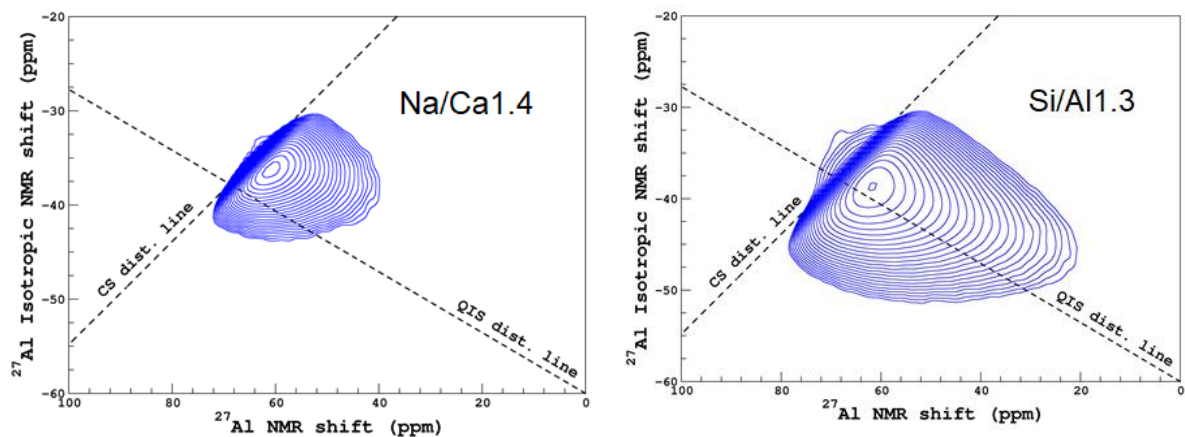 -20
-30
-40
-50
-60
27Al Isotropic NMR shift (ppm)
Na/Ca1.4
CS dist. line
QIS dist. line
100
80
60
40
20
0
27Al NMR shift (ppm)
-20
-30
-40
-50
-60
27Al Isotropic NMR shift (ppm)
Si/Al1.3
CS dist. line
QIS dist. line
100
80
60
40
20
0
27Al NMR shift (ppm)